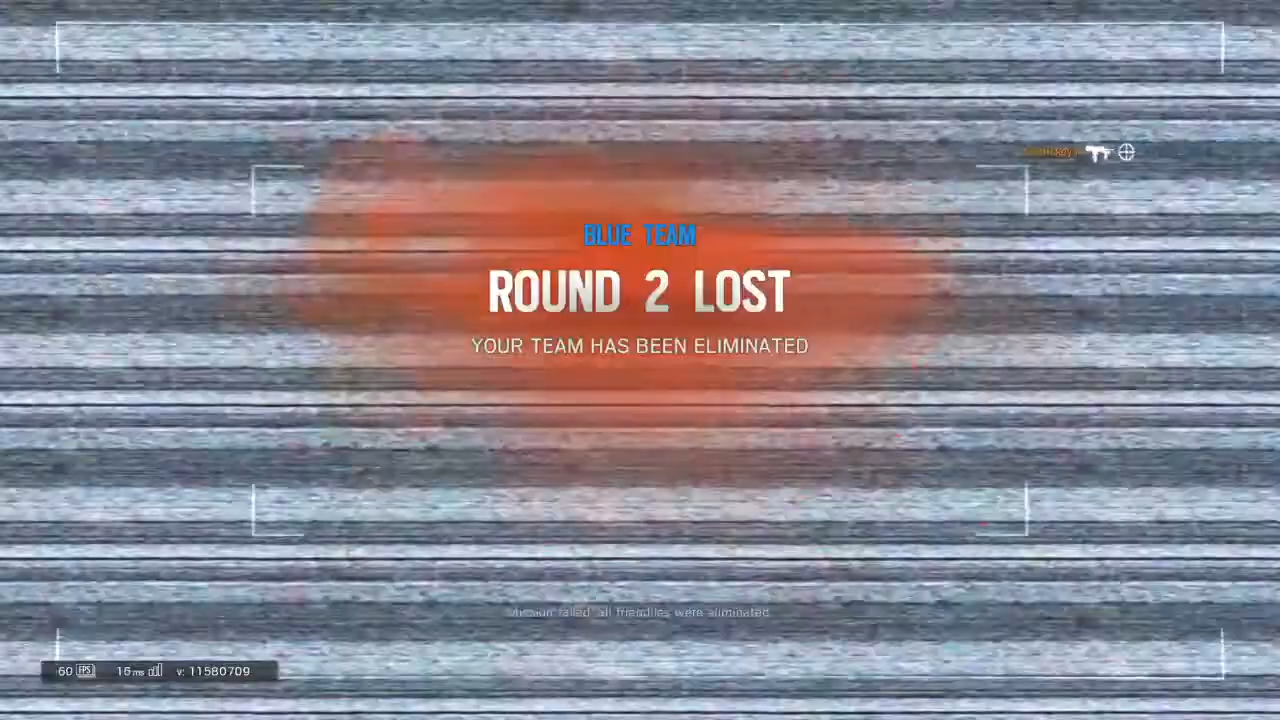 BLUE TEAM
ROUND 2 LOST
YOUR TEAM HAS BEEN ELIMINATED
Mission failed, all friendlies were eliminated
60 FPS 16 ms v: 11580709